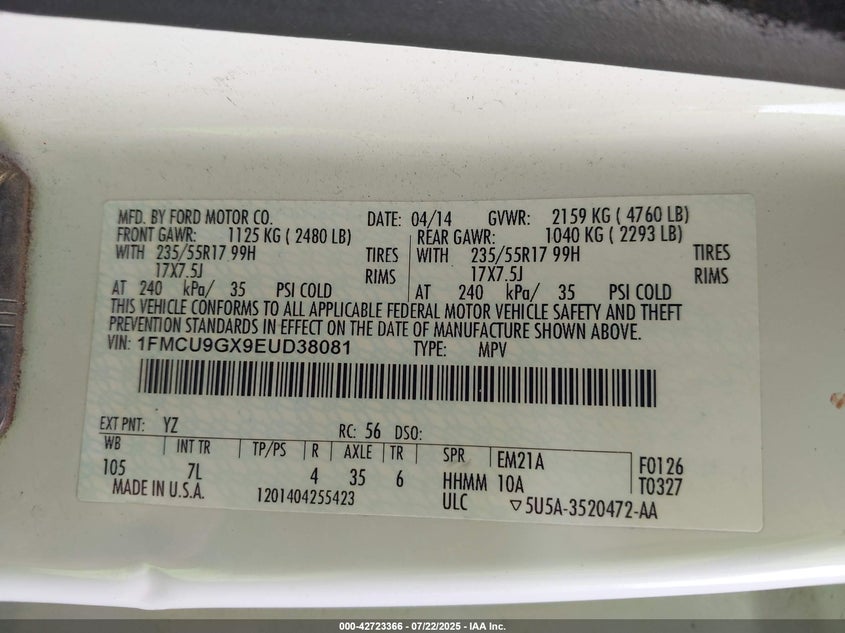 MFD. BY FORD MOTOR CO. DATE: 04/14 GVWR: 2159 KG ( 4760 LB)
FRONT GAWR: 1125 KG ( 2480 LB) REAR GAWR: 1040 KG ( 2293 LB)
WITH 235/55R17 99H TIRES WITH 235/55R17 99H TIRES
17X7.5J RIMS 17X7.5J RIMS
AT 240 kPa/ 35 PSI COLD AT 240 kPa/ 35 PSI COLD
THIS VEHICLE CONFORMS TO ALL APPLICABLE FEDERAL MOTOR VEHICLE SAFETY AND THEFT
PREVENTION STANDARDS IN EFFECT ON THE DATE OF MANUFACTURE SHOWN ABOVE.
VIN: 1FMCU9GX9EUD38081 TYPE: MPV
EXT PNT: YZ RC: 56 DSO:
WB INT TR TP/PS R AXLE TR SPR EM21A F0126
105 7L 4 35 6 HHMM 10A T0327
MADE IN U.S.A. 1201404255423 ULC ▽5U5A-3520472-AA
000-42723366 - 07/22/2025 - IAA Inc.